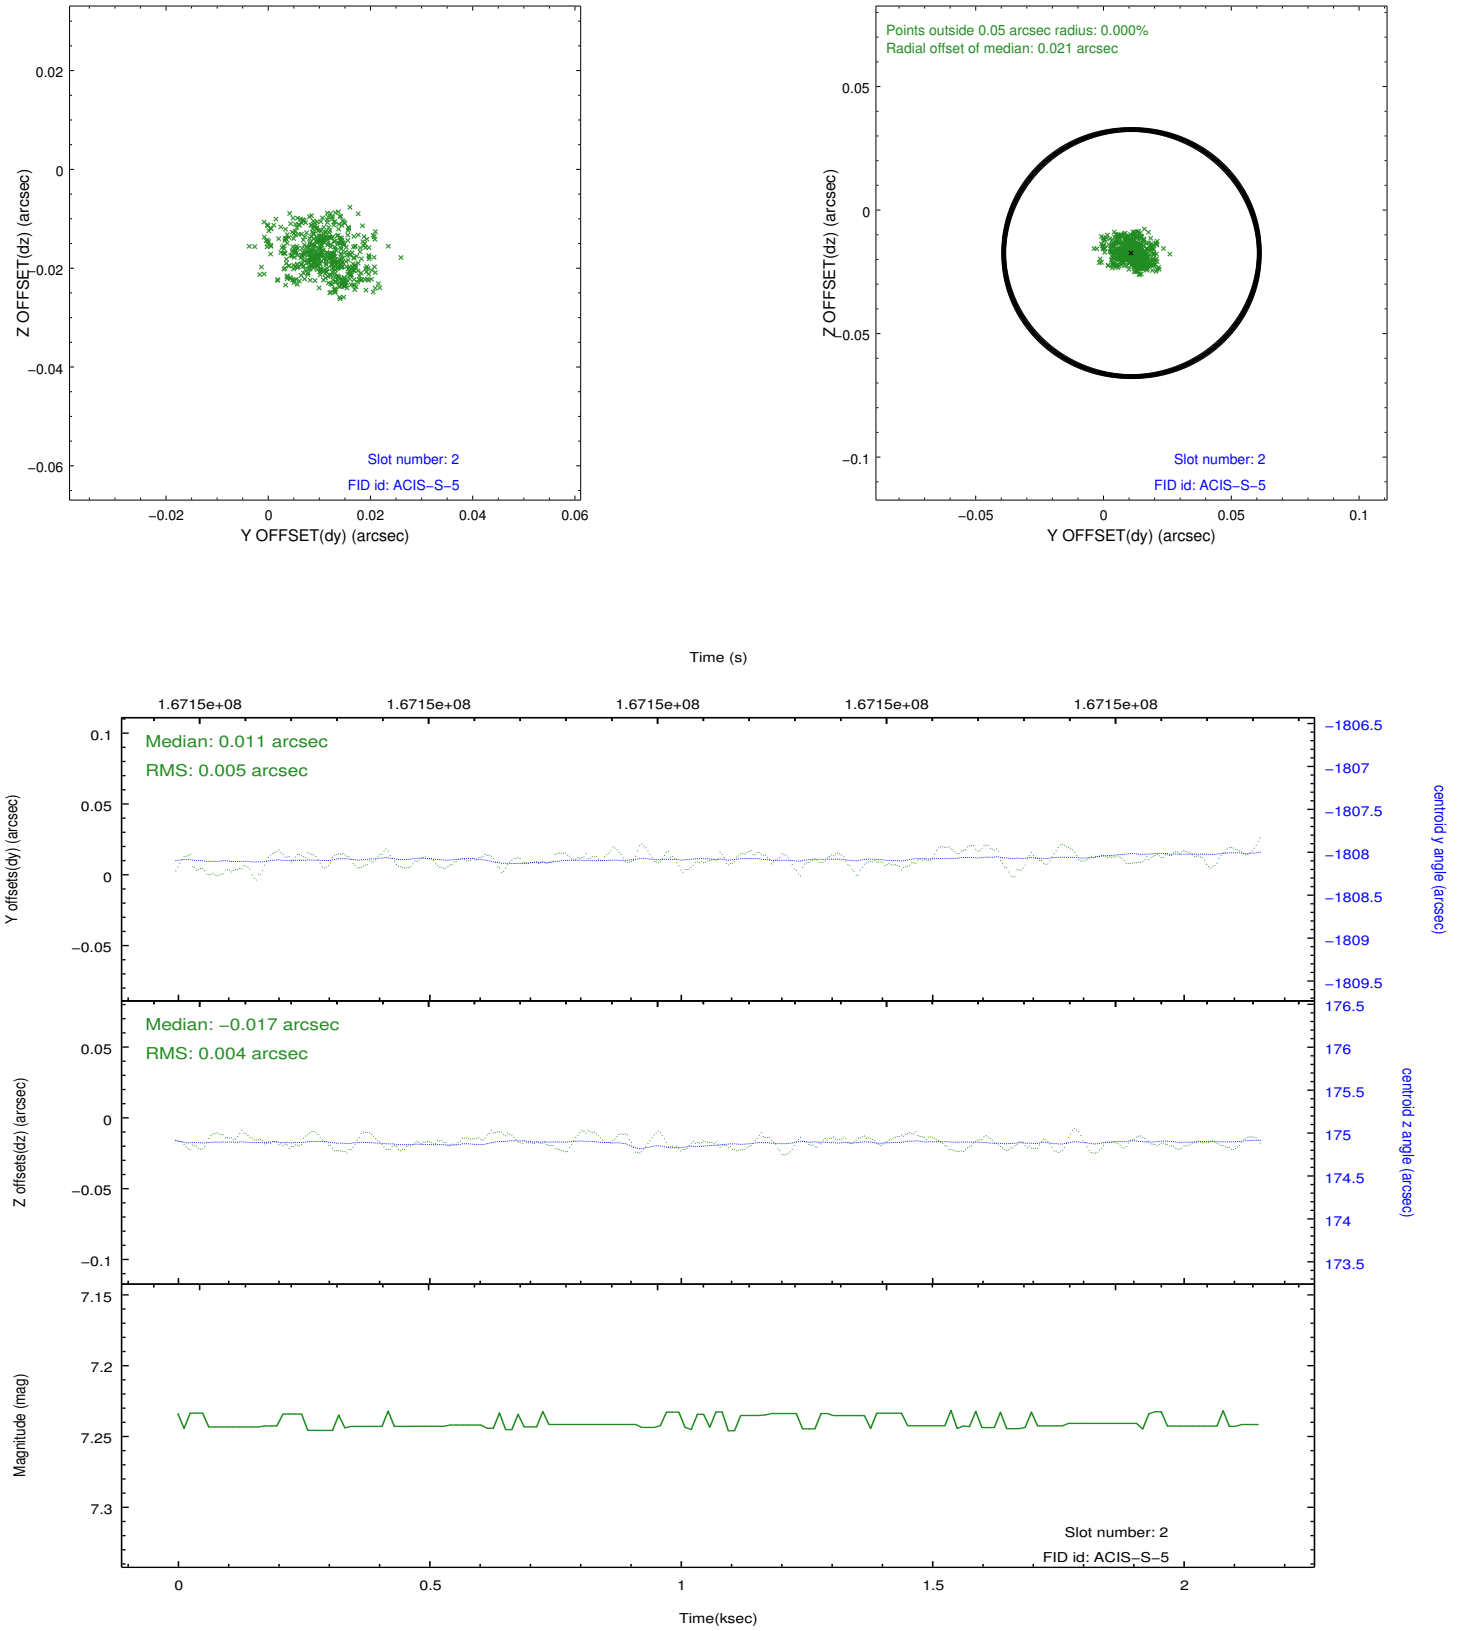 0.02
0
−0.02
−0.04
−0.06
Z OFFSET(dz) (arcsec)
Slot number: 2
FID id: ACIS−S−5
−0.02 0 0.02 0.04 0.06
Y OFFSET(dy) (arcsec)
Points outside 0.05 arcsec radius: 0.000%
Radial offset of median: 0.021 arcsec
0.05
0
−0.05
−0.1
Z OFFSET(dz) (arcsec)
Slot number: 2
FID id: ACIS−S−5
−0.05 0 0.05 0.1
Y OFFSET(dy) (arcsec)
Time (s)
1.6715e+08 1.6715e+08 1.6715e+08 1.6715e+08 1.6715e+08
Median: 0.011 arcsec
RMS: 0.005 arcsec
0.1
0.05
0
−0.05
Y offsets(dy) (arcsec)
−1806.5
−1807
−1807.5
−1808
−1808.5
−1809
−1809.5
centroid y angle (arcsec)
Median: −0.017 arcsec
RMS: 0.004 arcsec
0.05
0
−0.05
−0.1
Z offsets(dz) (arcsec)
176.5
176
175.5
175
174.5
174
173.5
centroid z angle (arcsec)
7.15
7.2
7.25
7.3
Magnitude (mag)
Slot number: 2
FID id: ACIS−S−5
0 0.5 1 1.5 2
Time(ksec)